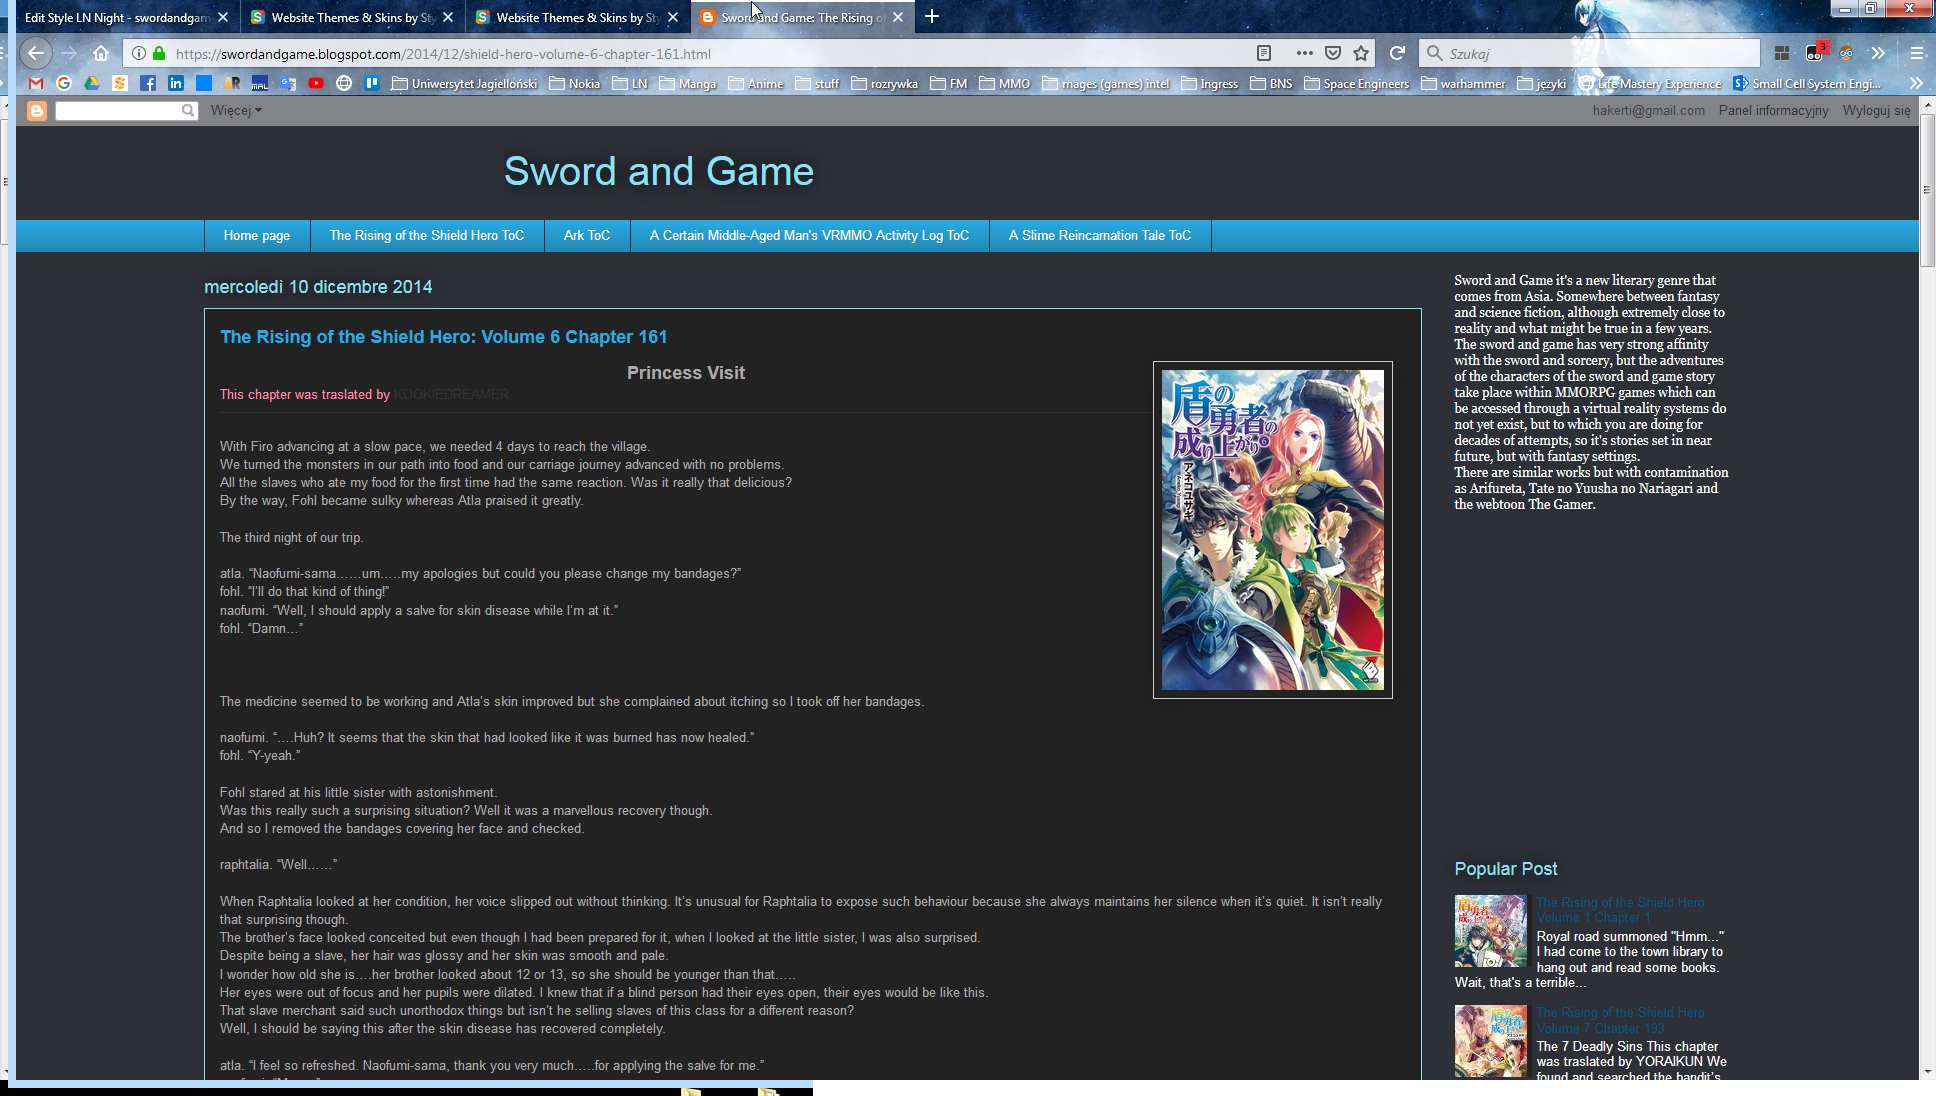 Edit Style LN Night - swordandgam
Website Themes & Skins by Sty
Website Themes & Skins by Sty
Sword and Game: The Rising of
https://swordandgame.blogspot.com/2014/12/shield-hero-volume-6-chapter-161.html
Szukaj
3
Uniwersytet Jagielloński
Nokia
LN
Manga
Anime
stuff
rozrywka
FM
MMO
mages (games) intel
Ingress
BNS
Space Engineers
warhammer
języki
Life Mastery Experience
Small Cell System Engi...
Więcej
hakerti@gmail.com Panel informacyjny Wyloguj się
Sword and Game
Home page
The Rising of the Shield Hero ToC
Ark ToC
A Certain Middle-Aged Man's VRMMO Activity Log ToC
A Slime Reincarnation Tale ToC
mercoledì 10 dicembre 2014
The Rising of the Shield Hero: Volume 6 Chapter 161
Princess Visit
This chapter was traslated by KOOKIEDREAMER
盾の勇者の成り上がり
アネコユサギ
With Firo advancing at a slow pace, we needed 4 days to reach the village.
We turned the monsters in our path into food and our carriage journey advanced with no problems.
All the slaves who ate my food for the first time had the same reaction. Was it really that delicious?
By the way, Fohl became sulky whereas Atla praised it greatly.
The third night of our trip.
atla. “Naofumi-sama……um…..my apologies but could you please change my bandages?”
fohl. “I’ll do that kind of thing!”
naofumi. “Well, I should apply a salve for skin disease while I’m at it.”
fohl. “Damn…”
The medicine seemed to be working and Atla’s skin improved but she complained about itching so I took off her bandages.
naofumi. “….Huh? It seems that the skin that had looked like it was burned has now healed.”
fohl. “Y-yeah.”
Fohl stared at his little sister with astonishment.
Was this really such a surprising situation? Well it was a marvellous recovery though.
And so I removed the bandages covering her face and checked.
raphtalia. “Well……”
When Raphtalia looked at her condition, her voice slipped out without thinking. It’s unusual for Raphtalia to expose such behaviour because she always maintains her silence when it’s quiet. It isn’t really
that surprising though.
The brother’s face looked conceited but even though I had been prepared for it, when I looked at the little sister, I was also surprised.
Despite being a slave, her hair was glossy and her skin was smooth and pale.
I wonder how old she is….her brother looked about 12 or 13, so she should be younger than that…..
Her eyes were out of focus and her pupils were dilated. I knew that if a blind person had their eyes open, their eyes would be like this.
That slave merchant said such unorthodox things but isn’t he selling slaves of this class for a different reason?
Well, I should be saying this after the skin disease has recovered completely.
atla. “I feel so refreshed. Naofumi-sama, thank you very much…..for applying the salve for me.”
Sword and Game it's a new literary genre that
comes from Asia. Somewhere between fantasy
and science fiction, although extremely close to
reality and what might be true in a few years.
The sword and game has very strong affinity
with the sword and sorcery, but the adventures
of the characters of the sword and game story
take place within MMORPG games which can
be accessed through a virtual reality systems do
not yet exist, but to which you are doing for
decades of attempts, so it's stories set in near
future, but with fantasy settings.
There are similar works but with contamination
as Arifureta, Tate no Yuusha no Nariagari and
the webtoon The Gamer.
Popular Post
The Rising of the Shield Hero
Volume 1 Chapter 1
Royal road summoned "Hmm..."
I had come to the town library to
hang out and read some books.
Wait, that's a terrible...
The Rising of the Shield Hero
Volume 7 Chapter 193
The 7 Deadly Sins This chapter
was traslated by YORAIKUN We
found and searched the bandit's